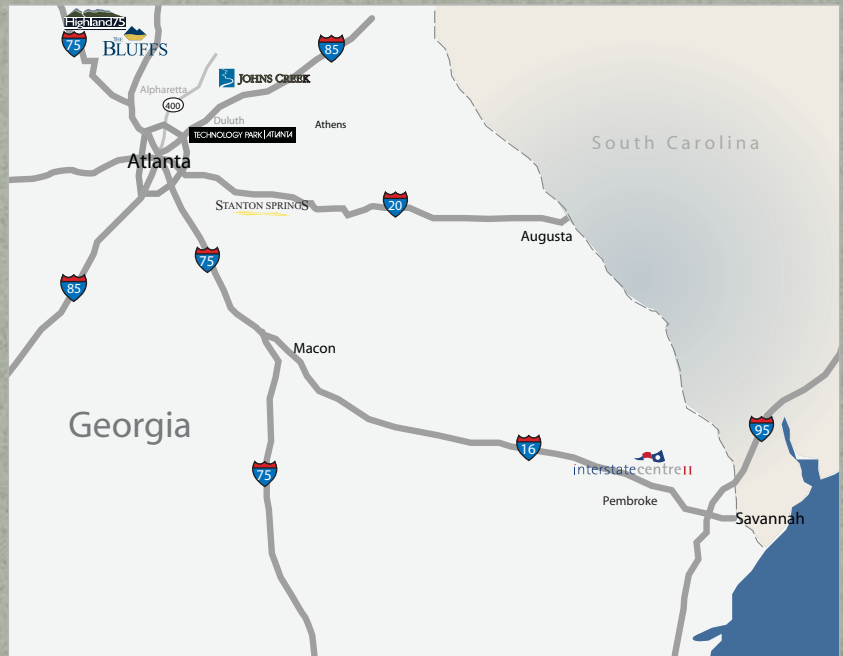 Highland75
75
THE
BLUFFS
85
JOHNS CREEK
Alpharetta
400
Duluth
Athens
TECHNOLOGY PARK | ATLANTA
South Carolina
Atlanta
STANTON SPRINGS
20
Augusta
75
85
Macon
Georgia
95
16
75
interstatecentre II
Pembroke
Savannah